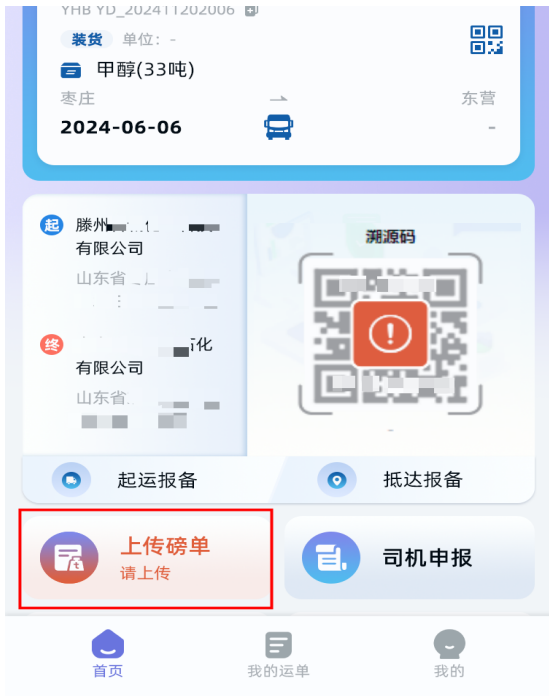 YHB YD_202411202006
装货 单位：-
甲醇(33吨)
枣庄 东营
2024-06-06 -
起 滕州
有限公司
山东省
溯源码
终 化
有限公司
山东省
-
起运报备
抵达报备
上传磅单
请上传
司机申报
首页
我的运单
我的